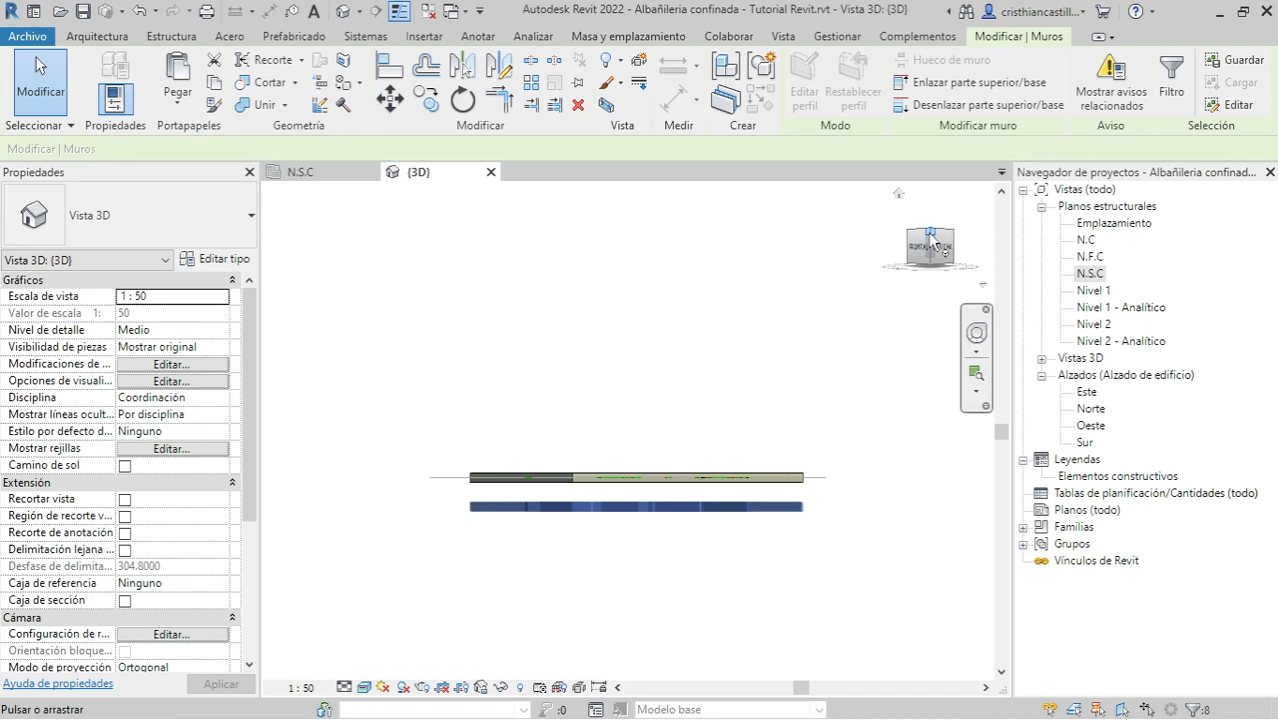 Autodesk Revit 2022 - Albañileria confinada - Tutorial Revit.rvt - Vista 3D: {3D}
cristhiancastill...
Archivo Arquitectura Estructura Acero Prefabricado Sistemas Insertar Anotar Analizar Masa y emplazamiento Colaborar Vista Gestionar Complementos Modificar | Muros
Modificar
Propiedades
Pegar
Recorte
Cortar
Unir
Editar perfil
Restablecer perfil
Hueco de muro
Enlazar parte superior/base
Desenlazar parte superior/base
Mostrar avisos relacionados
Filtro
Guardar
Cargar
Editar
Seleccionar Propiedades Portapapeles Geometría Modificar Vista Medir Crear Modo Modificar muro Aviso Selección
Modificar | Muros
Propiedades
Vista 3D
Vista 3D: {3D}
Editar tipo
Gráficos
Escala de vista 1 : 50
Valor de escala 1: 50
Nivel de detalle Medio
Visibilidad de piezas Mostrar original
Modificaciones de ... Editar...
Opciones de visuali... Editar...
Disciplina Coordinación
Mostrar líneas ocult... Por disciplina
Estilo por defecto d... Ninguno
Mostrar rejillas Editar...
Camino de sol
Extensión
Recortar vista
Región de recorte v...
Recorte de anotación
Delimitación lejana ...
Desfase de delimita... 304.8000
Caja de referencia Ninguno
Caja de sección
Cámara
Configuración de r... Editar...
Orientación bloque...
Modo de proyección Ortogonal
Ayuda de propiedades
Aplicar
N.S.C
{3D}
1 : 50
Navegador de proyectos - Albañileria confinad...
Vistas (todo)
Planos estructurales
Emplazamiento
N.C
N.F.C
N.S.C
Nivel 1
Nivel 1 - Analítico
Nivel 2
Nivel 2 - Analítico
Vistas 3D
Alzados (Alzado de edificio)
Este
Norte
Oeste
Sur
Leyendas
Elementos constructivos
Tablas de planificación/Cantidades (todo)
Planos (todo)
Familias
Grupos
Vínculos de Revit
Pulsar o arrastrar
:0
Modelo base
:8